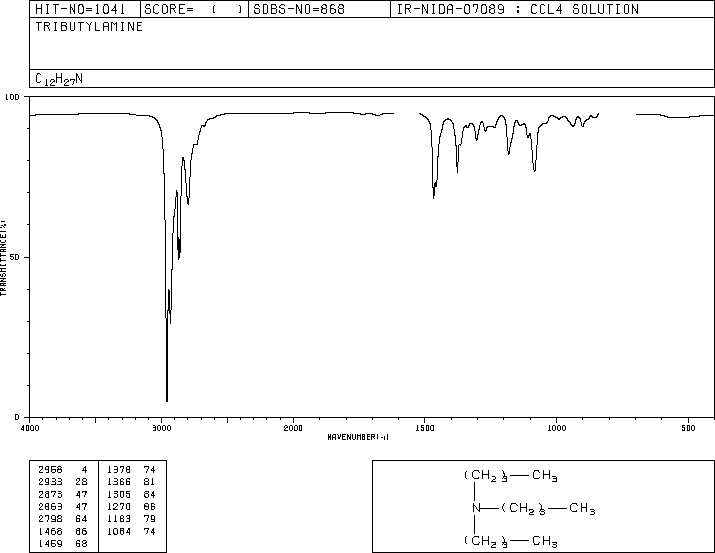 HIT-NO=1041 SCORE= ( ) SDBS-NO=868 IR-NIDA-07089 : CCL4 SOLUTION
TRIBUTYLAMINE
C12H27N
100
50
0
TRANSMITTANCE(%)
4000 3000 2000 1500 1000 500
WAVENUMBER(-1)
2958 4 1378 74
2933 28 1366 81
2873 47 1305 84
2863 47 1270 86
2798 64 1183 79
1466 66 1084 74
1459 68
(CH2)3 CH3
N (CH2)3 CH3
(CH2)3 CH3